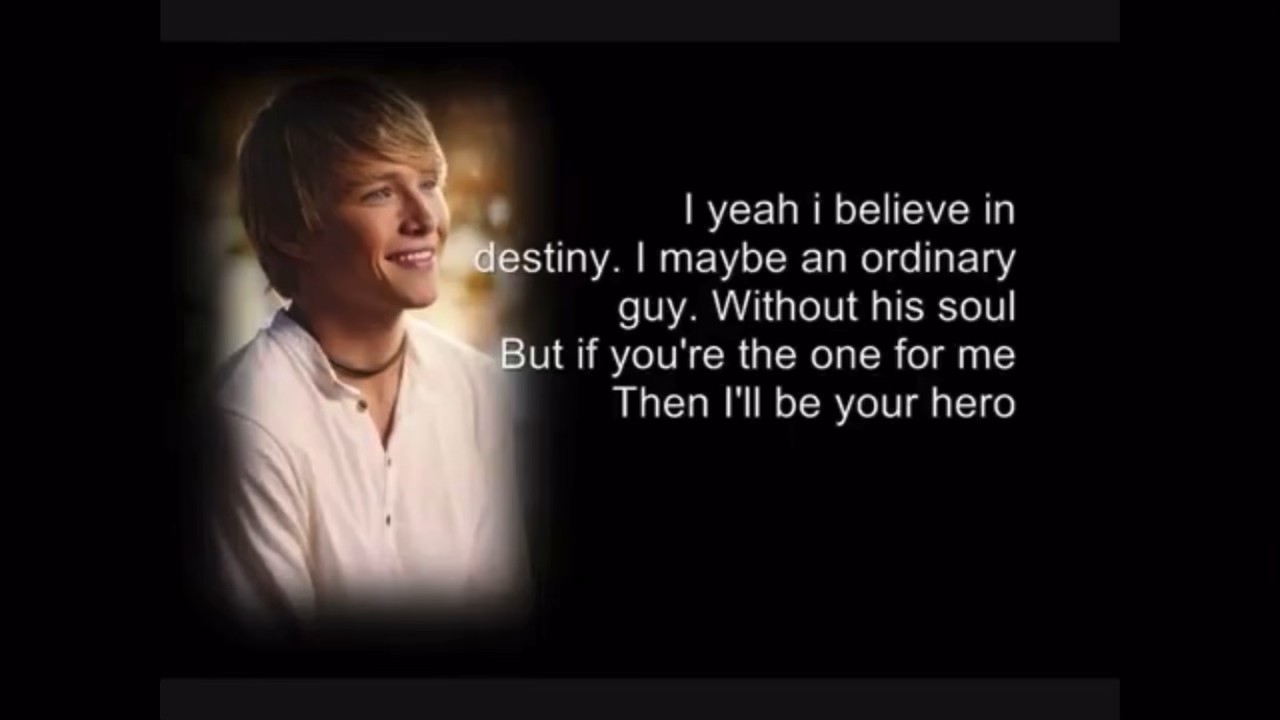 I yeah i believe in
destiny. I maybe an ordinary
guy. Without his soul
But if you're the one for me
Then I'll be your hero